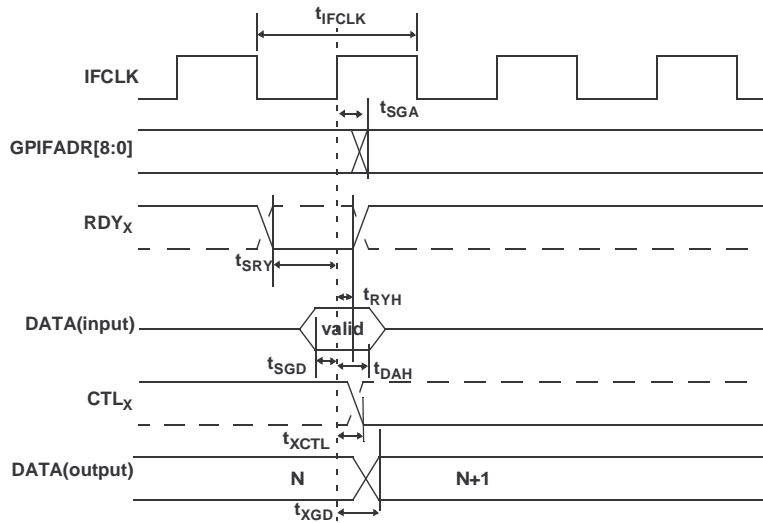 tIFCLK
IFCLK
tSGA
GPIFADR[8:0]
RDYX
tSRY
tRYH
DATA(input)
valid
tSGD
tDAH
CTLX
tXCTL
DATA(output)
N
N+1
tXGD